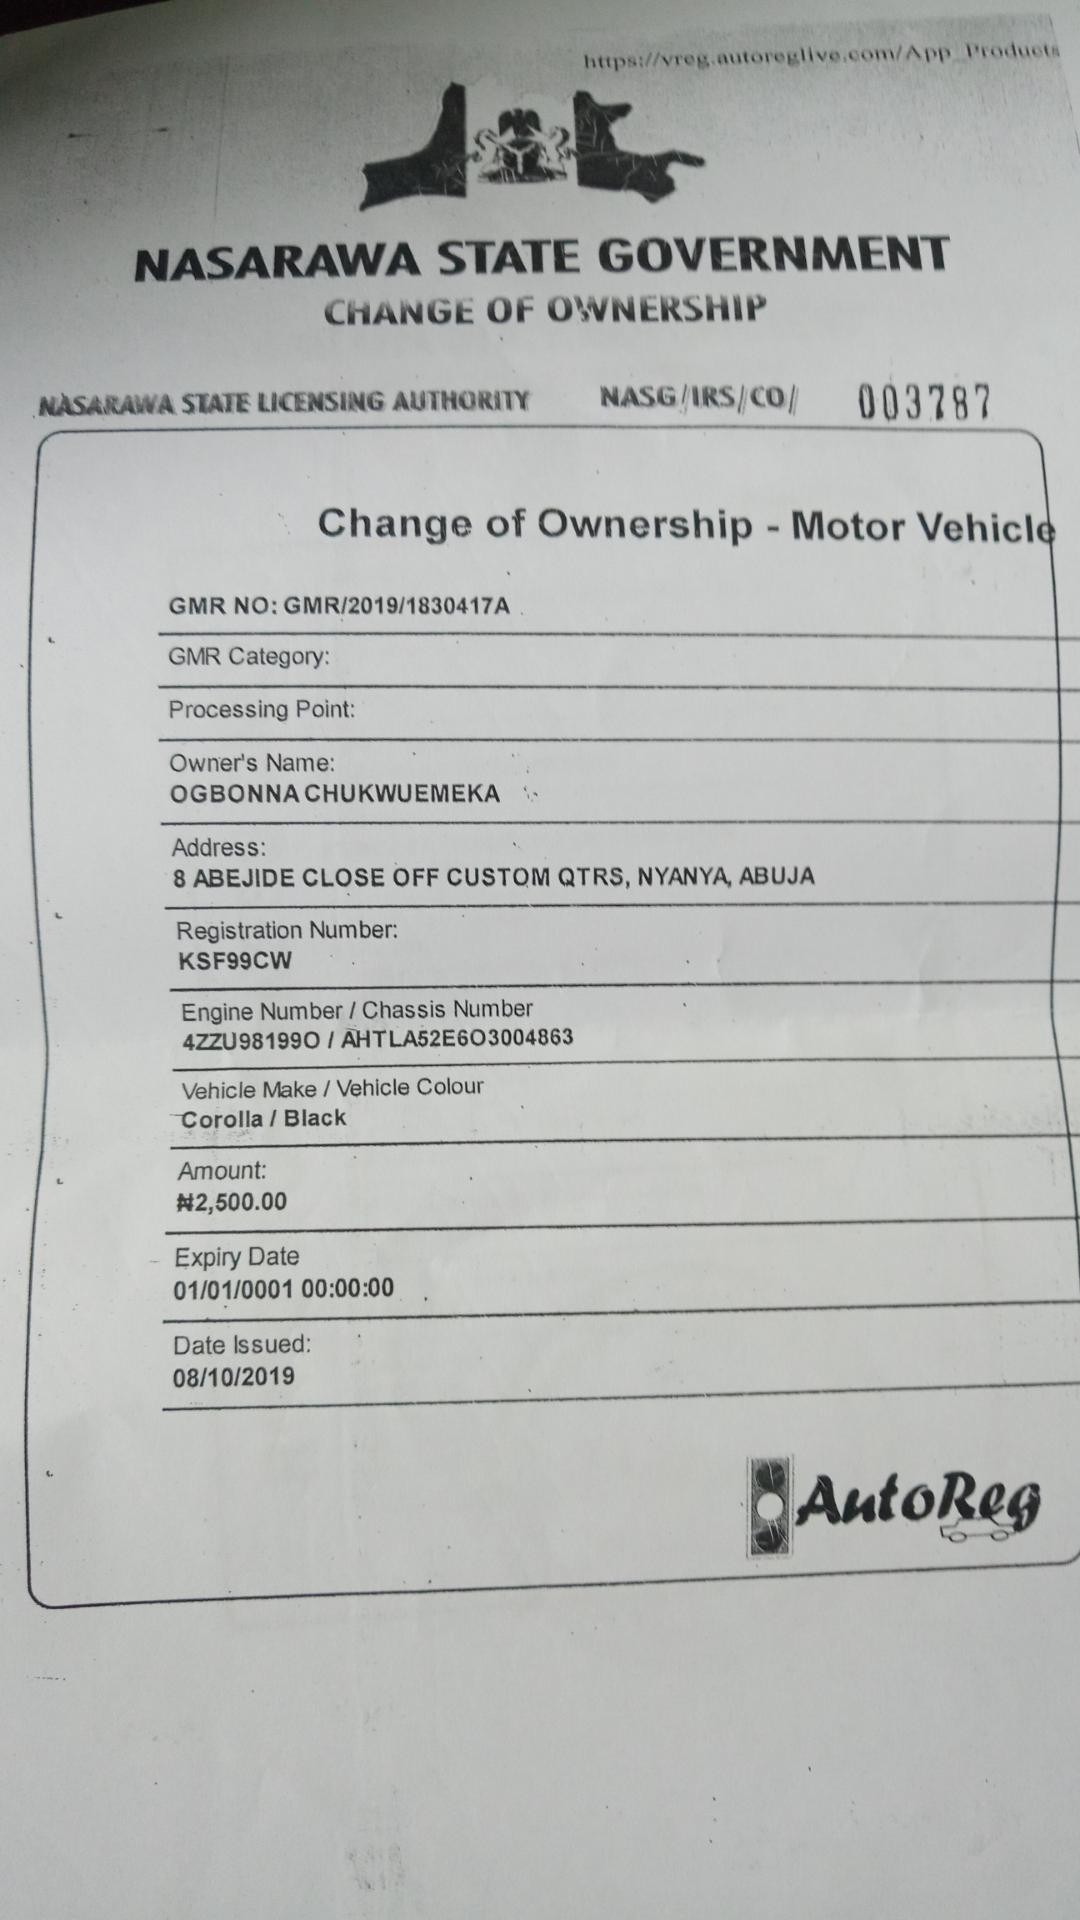 https://vreg.autoreglive.com/App_Products
NASARAWA STATE GOVERNMENT
CHANGE OF OWNERSHIP
NASARAWA STATE LICENSING AUTHORITY NASG/IRS/CO/ 003787
Change of Ownership - Motor Vehicle
GMR NO: GMR/2019/1830417A
GMR Category:
Processing Point:
Owner's Name:
OGBONNA CHUKWUEMEKA
Address:
8 ABEJIDE CLOSE OFF CUSTOM QTRS, NYANYA, ABUJA
Registration Number:
KSF99CW
Engine Number / Chassis Number
4ZZU98199O / AHTLA52E6O3004863
Vehicle Make / Vehicle Colour
Corolla / Black
Amount:
₦2,500.00
Expiry Date
01/01/0001 00:00:00
Date Issued:
08/10/2019
AutoReg